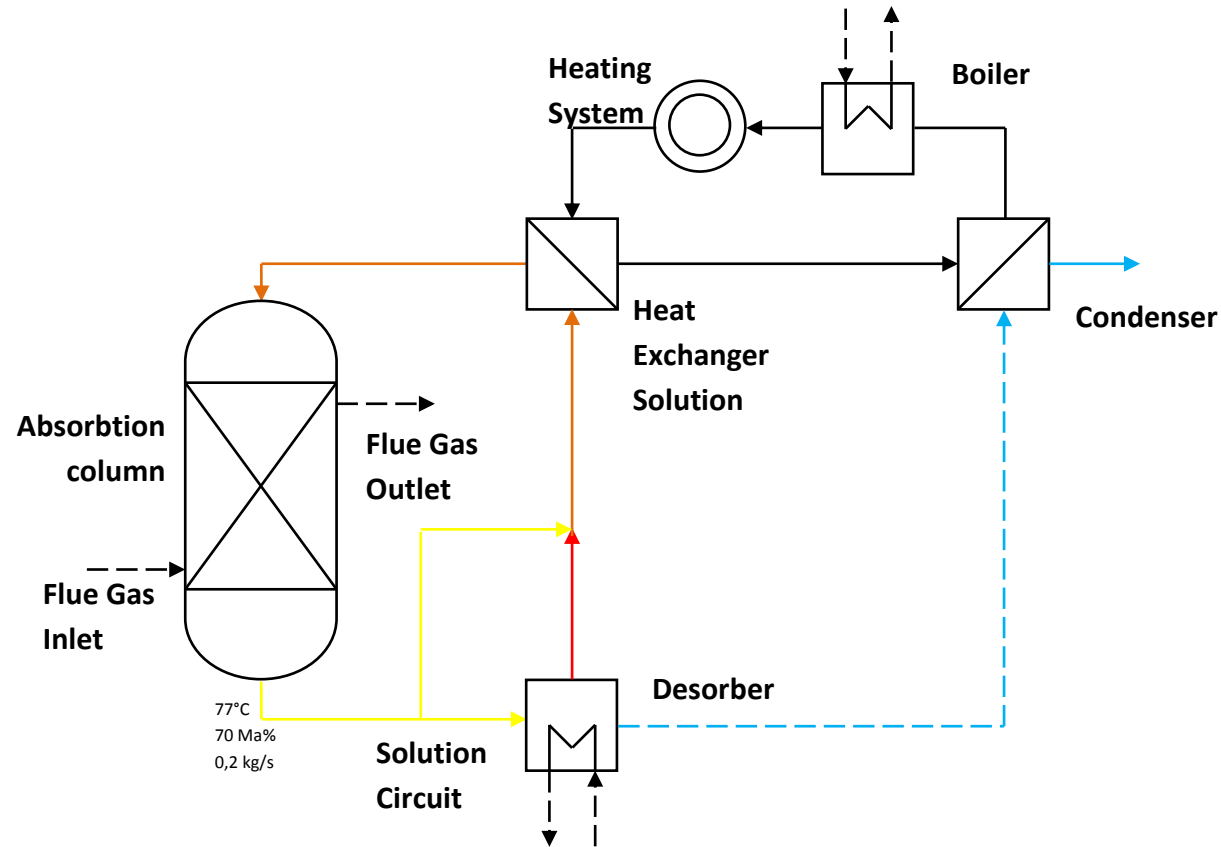 Heating
System
Boiler
Heat
Exchanger
Solution
Condenser
Absorbtion
column
Flue Gas
Outlet
Flue Gas
Inlet
Desorber
77°C
70 Ma%
0,2 kg/s
Solution
Circuit